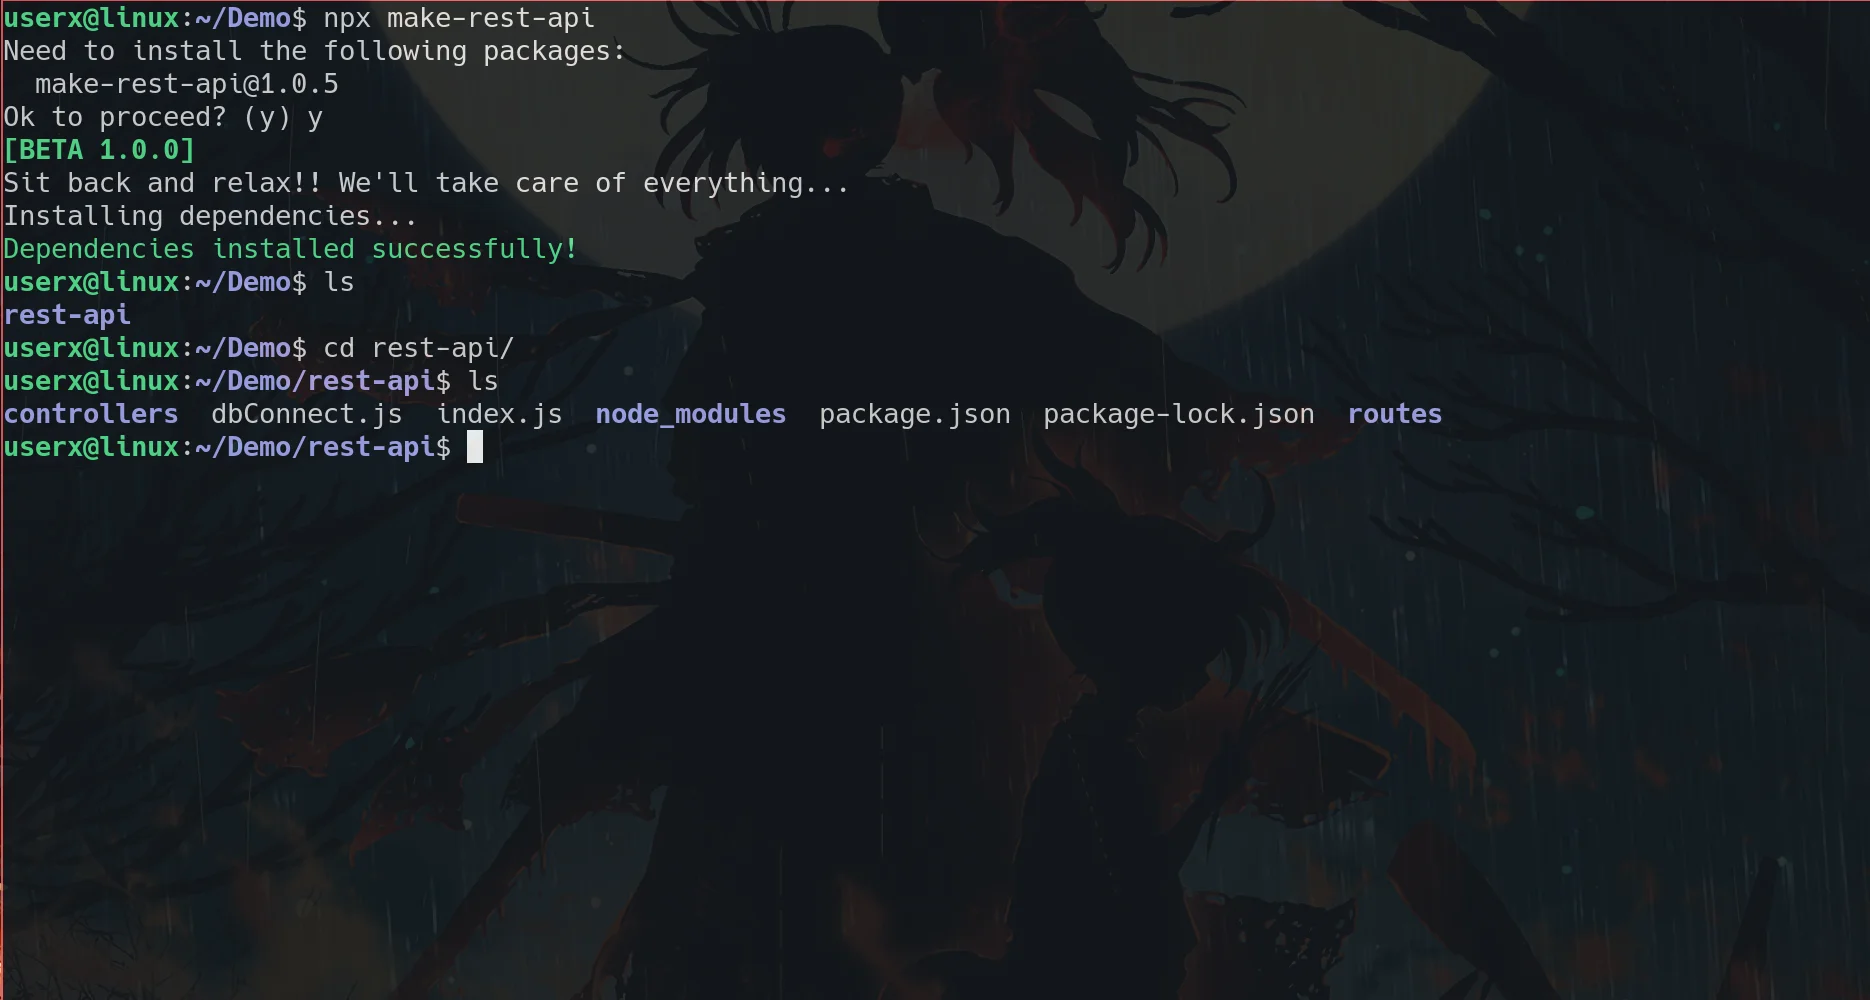 userx@linux:~/Demo$ npx make-rest-api
Need to install the following packages:
  make-rest-api@1.0.5
Ok to proceed? (y) y
[BETA 1.0.0]
Sit back and relax!! We'll take care of everything...
Installing dependencies...
Dependencies installed successfully!
userx@linux:~/Demo$ ls
rest-api
userx@linux:~/Demo$ cd rest-api/
userx@linux:~/Demo/rest-api$ ls
controllers  dbConnect.js  index.js  node_modules  package.json  package-lock.json  routes
userx@linux:~/Demo/rest-api$